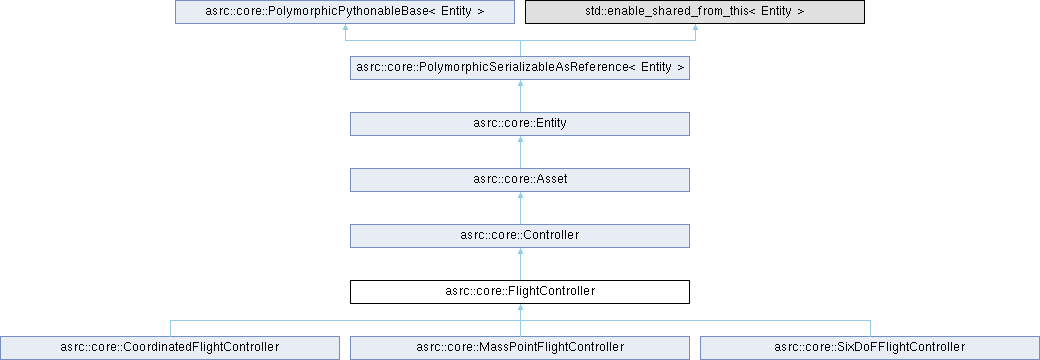 asrc::core::PolymorphicPythonableBase< Entity >
std::enable_shared_from_this< Entity >
asrc::core::PolymorphicSerializableAsReference< Entity >
asrc::core::Entity
asrc::core::Asset
asrc::core::Controller
asrc::core::FlightController
asrc::core::CoordinatedFlightController
asrc::core::MassPointFlightController
asrc::core::SixDoFFlightController